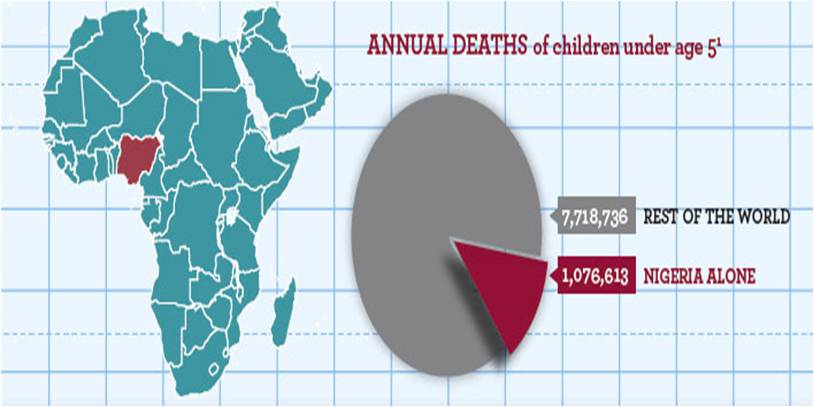 ANNUAL DEATHS of children under age 5¹
7,718,736 REST OF THE WORLD
1,076,613 NIGERIA ALONE